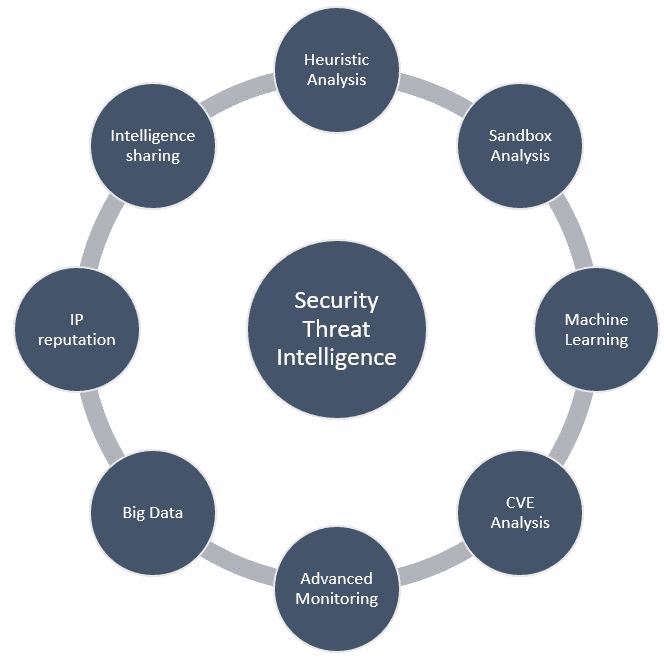 Heuristic
Analysis
Sandbox
Analysis
Machine
Learning
CVE
Analysis
Advanced
Monitoring
Big Data
IP
reputation
Intelligence
sharing
Security
Threat
Intelligence